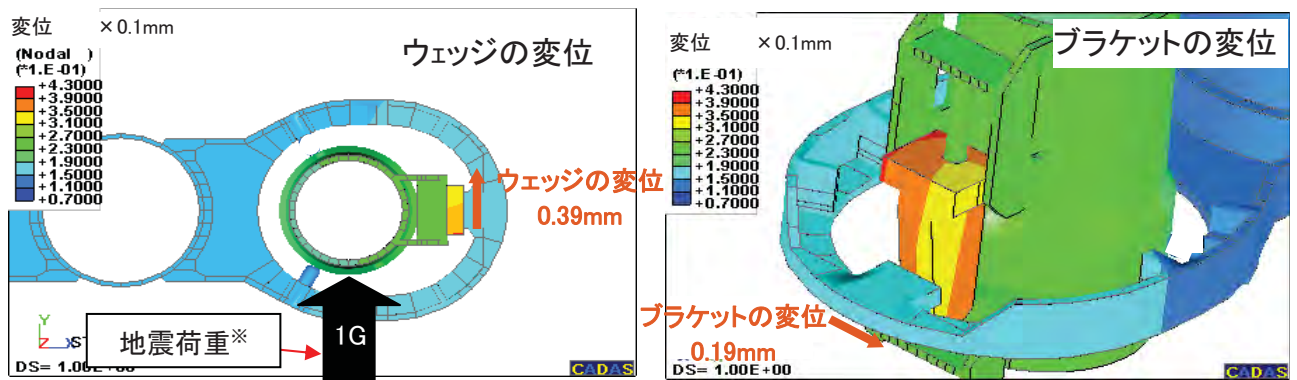 変位 ×0.1mm
(Nodal )
(*1.E-01)
+4.3000
+3.9000
+3.5000
+3.1000
+2.7000
+2.3000
+1.9000
+1.5000
+1.1000
+0.7000
ウェッジの変位
ウェッジの変位
0.39mm
1G
地震荷重※
Y
Z X
DS= 1.00E+00
CADAS
変位 ×0.1mm
(*1.E-01)
+4.3000
+3.9000
+3.5000
+3.1000
+2.7000
+2.3000
+1.9000
+1.5000
+1.1000
+0.7000
ブラケットの変位
ブラケットの変位
0.19mm
DS= 1.00E+00
CADAS